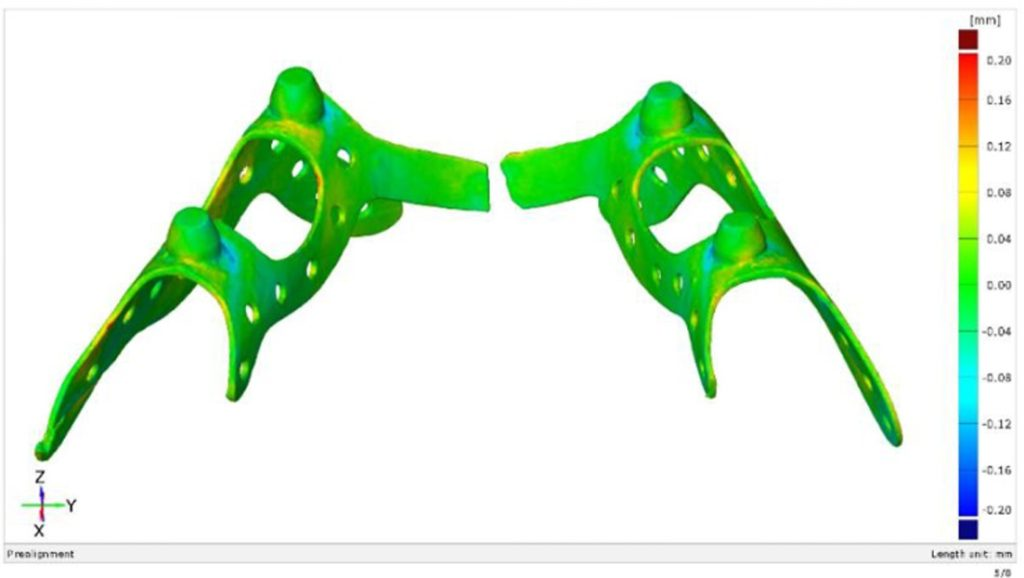 [mm]
0.20
0.16
0.12
0.08
0.04
0.00
-0.04
-0.08
-0.12
-0.16
-0.20
Z
Y
X
Prealignment
Length unit: mm
5/8